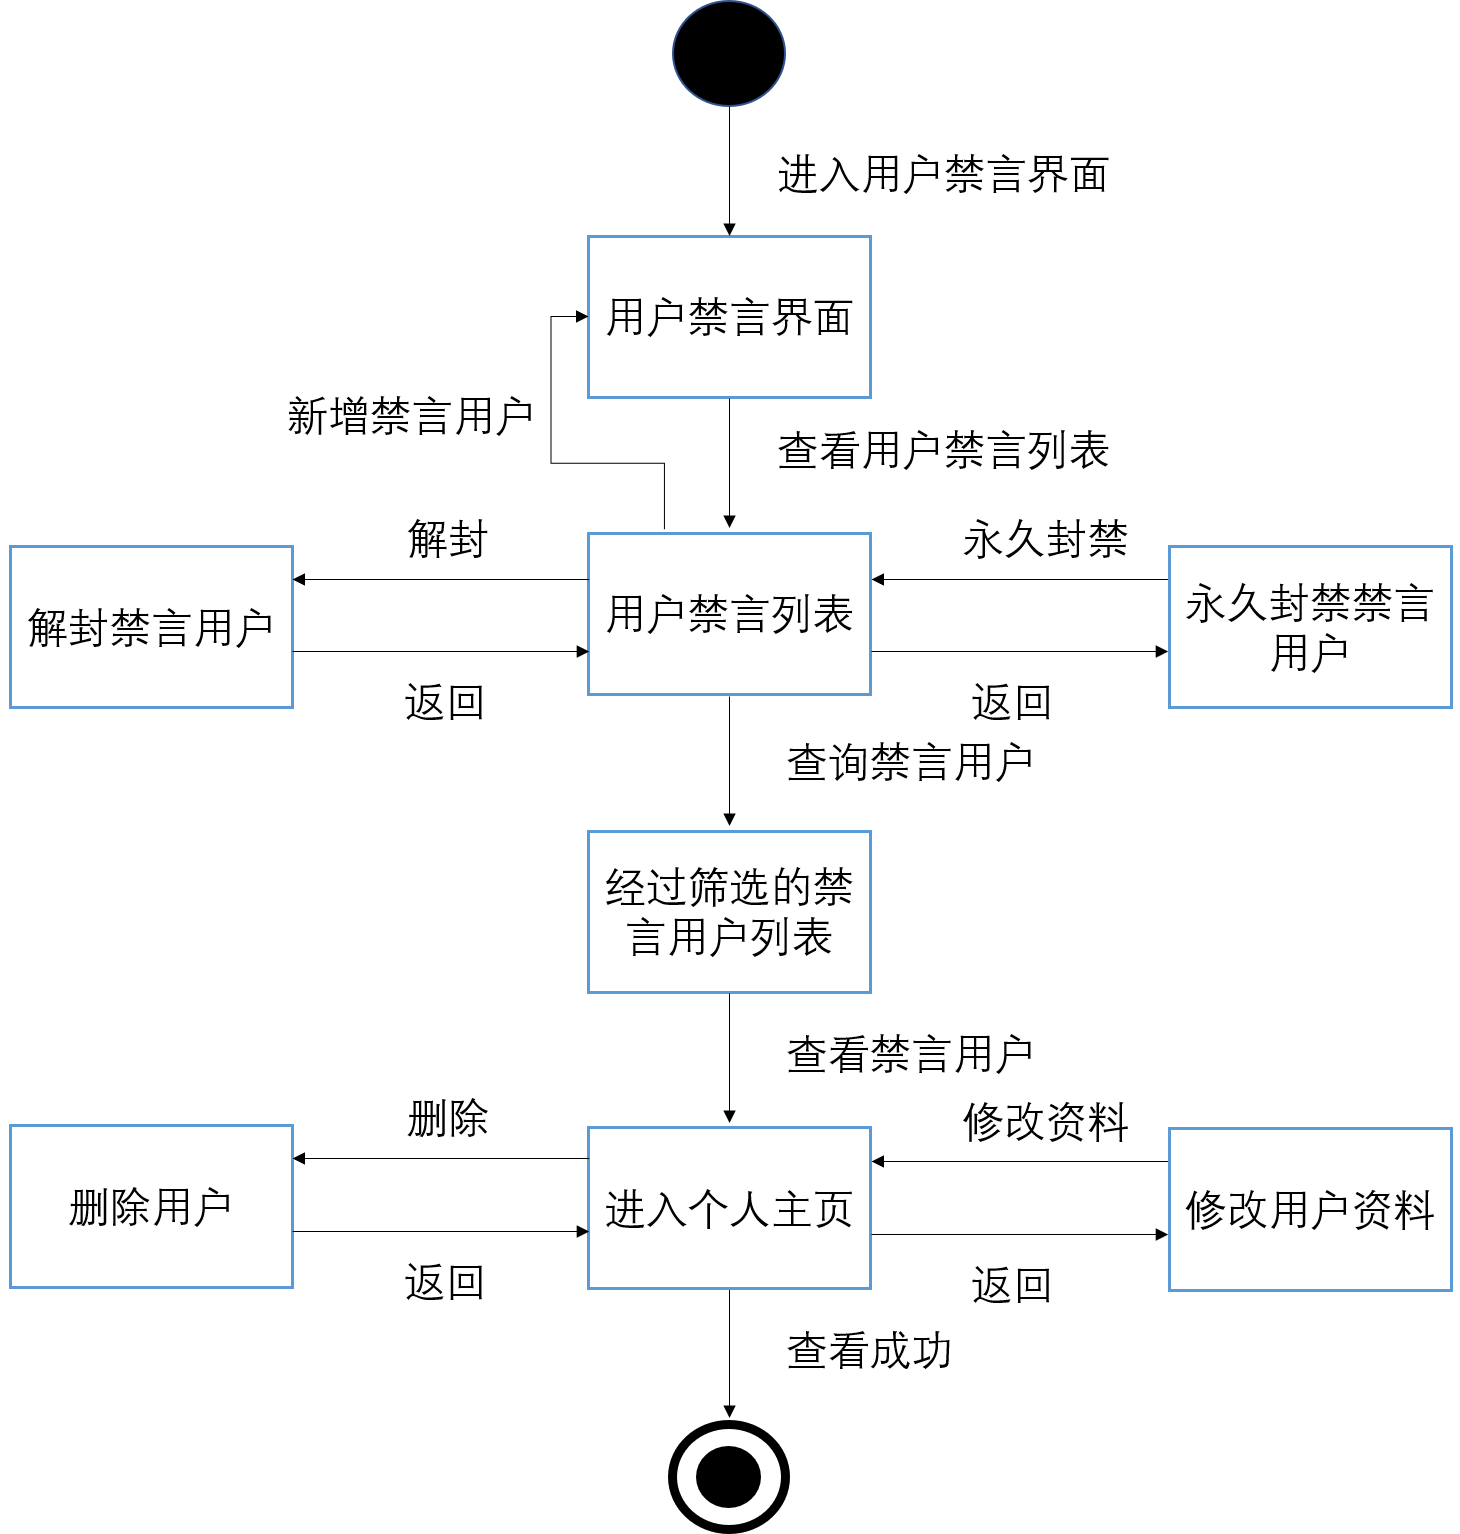 进入用户禁言界面
用户禁言界面
新增禁言用户
查看用户禁言列表
解封
永久封禁
解封禁言用户
用户禁言列表
永久封禁禁言
用户
返回
返回
查询禁言用户
经过筛选的禁
言用户列表
查看禁言用户
删除
修改资料
删除用户
进入个人主页
修改用户资料
返回
返回
查看成功